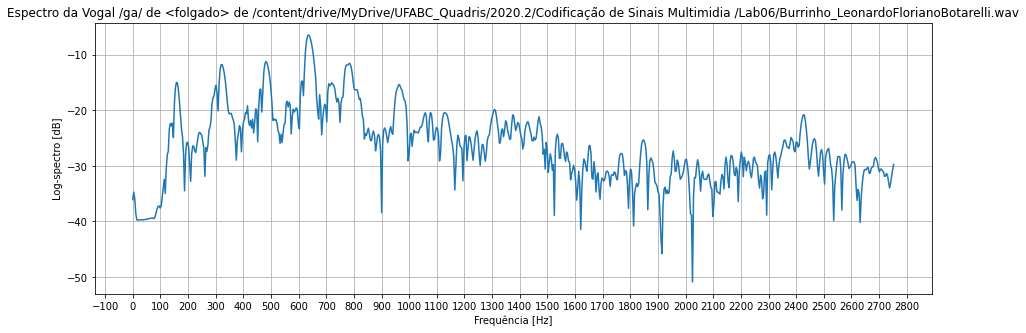 Espectro da Vogal /ga/ de <folgado> de /content/drive/MyDrive/UFABC_Quadris/2020.2/Codificação de Sinais Multimidia /Lab06/Burrinho_LeonardoFlorianoBotarelli.wav
Log-spectro [dB]
−10
−20
−30
−40
−50
−100 0 100 200 300 400 500 600 700 800 900 1000 1100 1200 1300 1400 1500 1600 1700 1800 1900 2000 2100 2200 2300 2400 2500 2600 2700 2800
Frequência [Hz]